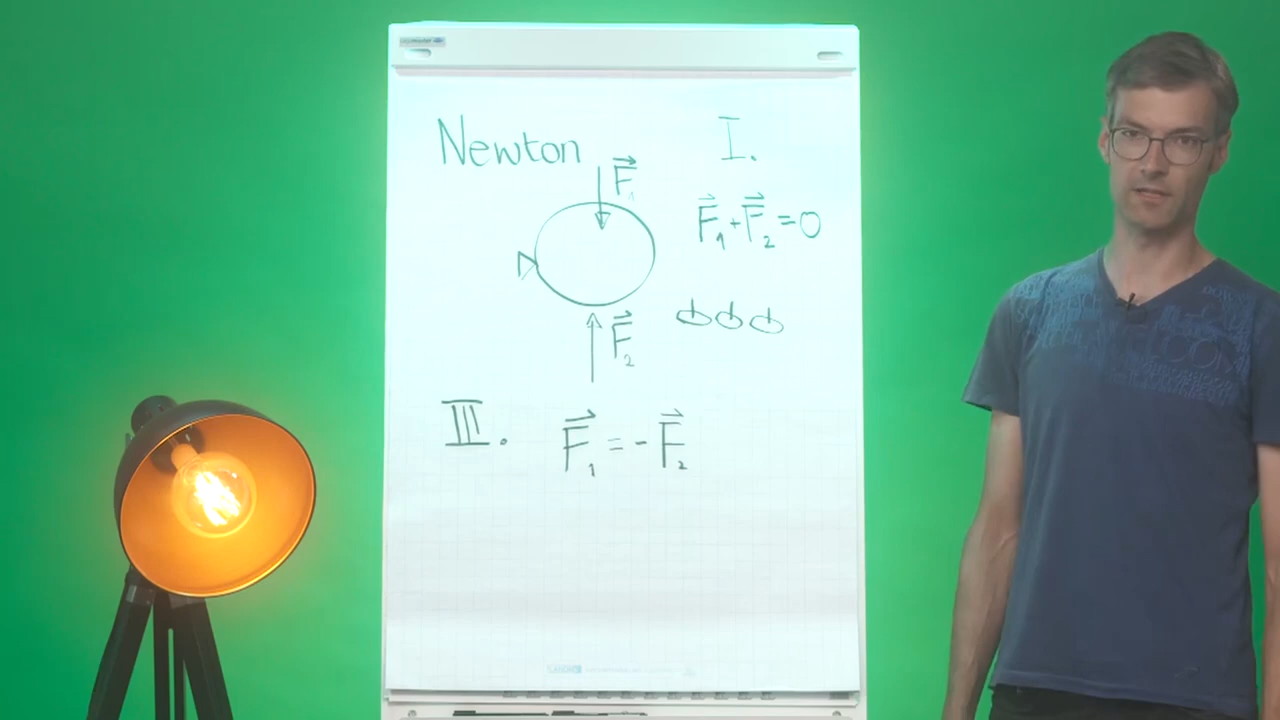 Newton
I.
F⃗₁
F⃗₁+F⃗₂=0
F⃗₂
III. F⃗₁=-F⃗₂